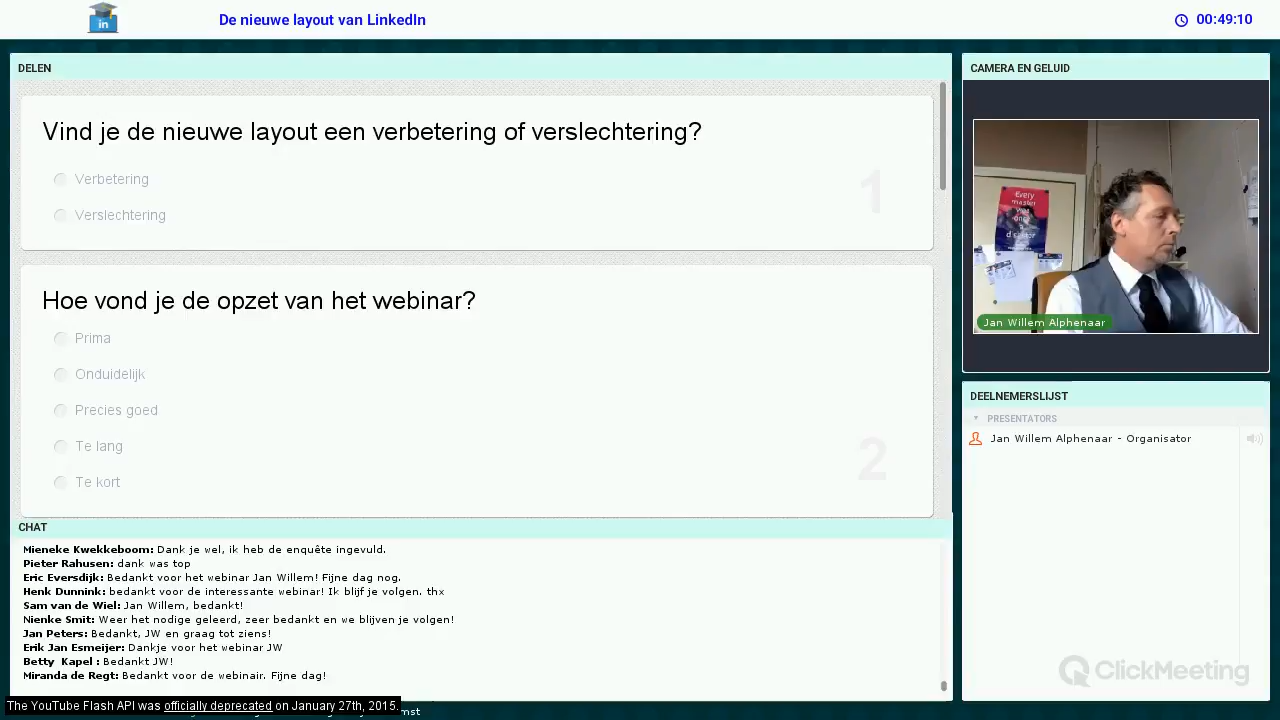 in
De nieuwe layout van LinkedIn
00:49:10
DELEN
Vind je de nieuwe layout een verbetering of verslechtering?
Verbetering
1
Verslechtering
Hoe vond je de opzet van het webinar?
Prima
Onduidelijk
Precies goed
Te lang
2
Te kort
CAMERA EN GELUID
Every
master
was
once
a
Jan Willem Alphenaar
DEELNEMERSLIJST
PRESENTATORS
Jan Willem Alphenaar - Organisator
ClickMeeting
CHAT
Mieneke Kwekkeboom: Dank je wel, ik heb de enquête ingevuld.
Pieter Rahusen: dank was top
Eric Eversdijk: Bedankt voor het webinar Jan Willem! Fijne dag nog.
Henk Dunnink: bedankt voor de interessante webinar! Ik blijf je volgen. thx
Sam van de Wiel: Jan Willem, bedankt!
Nienke Smit: Weer het nodige geleerd, zeer bedankt en we blijven je volgen!
Jan Peters: Bedankt, JW en graag tot ziens!
Erik Jan Esmeijer: Dankje voor het webinar JW
Betty Kapel : Bedankt JW!
Miranda de Regt: Bedankt voor de webinair. Fijne dag!
The YouTube Flash API was officially deprecated on January 27th, 2015.